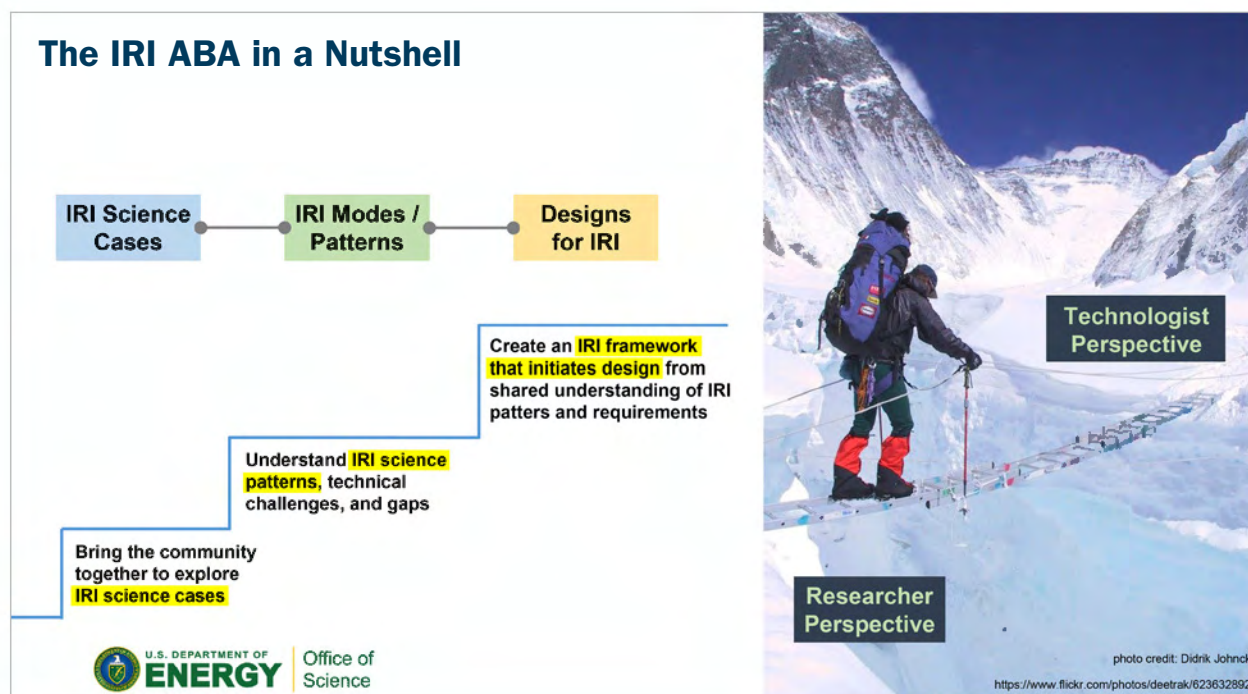 The IRI ABA in a Nutshell
IRI Science
Cases
IRI Modes /
Patterns
Designs
for IRI
Create an IRI framework
that initiates design from
shared understanding of IRI
patters and requirements
Understand IRI science
patterns, technical
challenges, and gaps
Bring the community
together to explore
IRI science cases
U.S. DEPARTMENT OF
ENERGY
Office of
Science
Technologist
Perspective
Researcher
Perspective
photo credit: Didrik Johnck
https://www.flickr.com/photos/deetrak/623632892